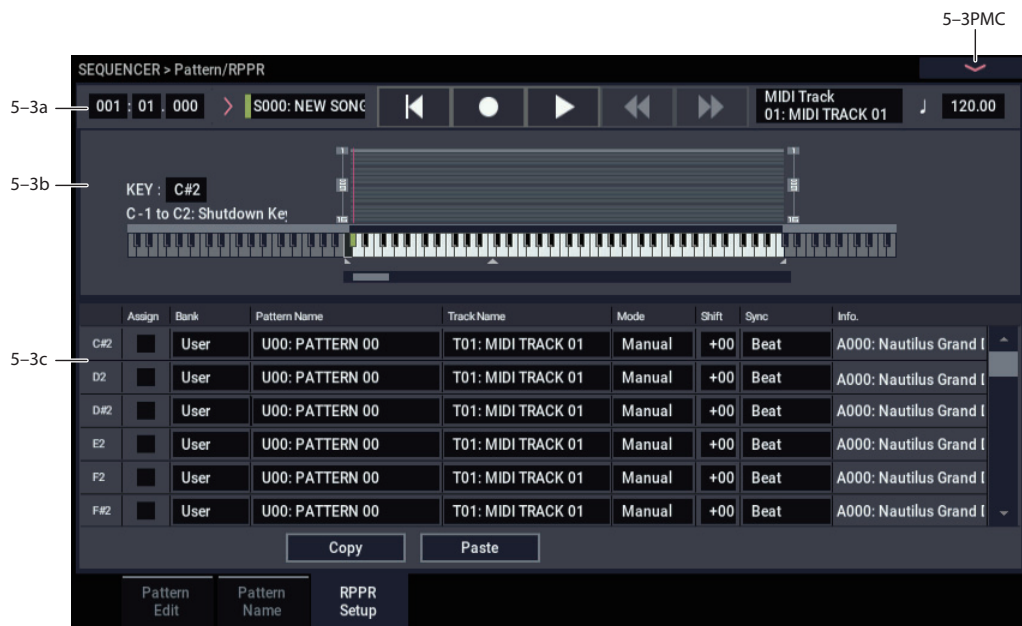 5–3PMC
SEQUENCER > Pattern/RPPR
5–3a
001 : 01 . 000 S000: NEW SONG MIDI Track 01: MIDI TRACK 01 ♩ 120.00
5–3b
KEY : C#2
C -1 to C2: Shutdown Key
1 1
16 16
Assign Bank Pattern Name Track Name Mode Shift Sync Info.
5–3c
C#2 User U00: PATTERN 00 T01: MIDI TRACK 01 Manual +00 Beat A000: Nautilus Grand
D2 User U00: PATTERN 00 T01: MIDI TRACK 01 Manual +00 Beat A000: Nautilus Grand
D#2 User U00: PATTERN 00 T01: MIDI TRACK 01 Manual +00 Beat A000: Nautilus Grand
E2 User U00: PATTERN 00 T01: MIDI TRACK 01 Manual +00 Beat A000: Nautilus Grand
F2 User U00: PATTERN 00 T01: MIDI TRACK 01 Manual +00 Beat A000: Nautilus Grand
F#2 User U00: PATTERN 00 T01: MIDI TRACK 01 Manual +00 Beat A000: Nautilus Grand
Copy Paste
Pattern Edit
Pattern Name
RPPR Setup